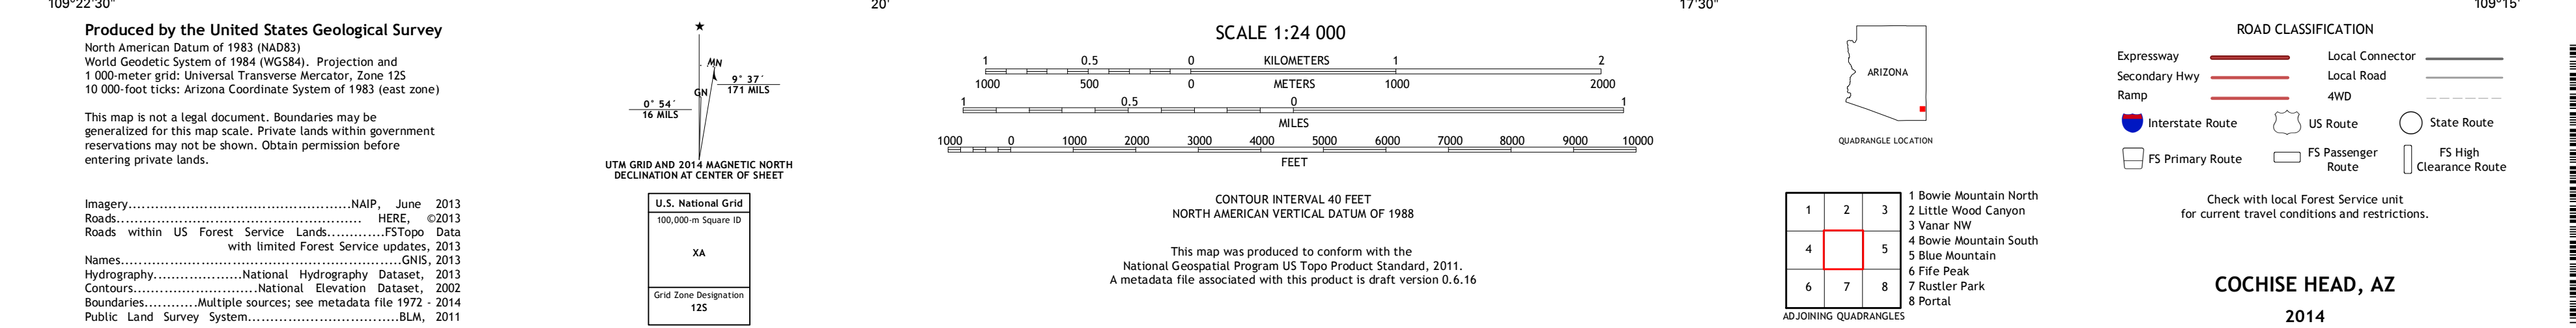 109°22'30"
20'
17'30"
109°15'
Produced by the United States Geological Survey
North American Datum of 1983 (NAD83)
World Geodetic System of 1984 (WGS84). Projection and
1 000-meter grid: Universal Transverse Mercator, Zone 12S
10 000-foot ticks: Arizona Coordinate System of 1983 (east zone)
This map is not a legal document. Boundaries may be
generalized for this map scale. Private lands within government
reservations may not be shown. Obtain permission before
entering private lands.
Imagery..................................................NAIP, June 2013
Roads...................................................... HERE, ©2013
Roads within US Forest Service Lands............FSTopo Data
with limited Forest Service updates, 2013
Names...............................................................GNIS, 2013
Hydrography....................National Hydrography Dataset, 2013
Contours............................National Elevation Dataset, 2002
Boundaries...........Multiple sources; see metadata file 1972 - 2014
Public Land Survey System..................................BLM, 2011
MN
GN
9° 37´
171 MILS
0° 54´
16 MILS
UTM GRID AND 2014 MAGNETIC NORTH
DECLINATION AT CENTER OF SHEET
U.S. National Grid
100,000-m Square ID
XA
Grid Zone Designation
12S
SCALE 1:24 000
1 0.5 0 KILOMETERS 1 2
1000 500 0 METERS 1000 2000
1 0.5 0 1
MILES
1000 0 1000 2000 3000 4000 5000 6000 7000 8000 9000 10000
FEET
CONTOUR INTERVAL 40 FEET
NORTH AMERICAN VERTICAL DATUM OF 1988
This map was produced to conform with the
National Geospatial Program US Topo Product Standard, 2011.
A metadata file associated with this product is draft version 0.6.16
ARIZONA
QUADRANGLE LOCATION
1 2 3
4 5
6 7 8
ADJOINING QUADRANGLES
1 Bowie Mountain North
2 Little Wood Canyon
3 Vanar NW
4 Bowie Mountain South
5 Blue Mountain
6 Fife Peak
7 Rustler Park
8 Portal
ROAD CLASSIFICATION
Expressway Local Connector
Secondary Hwy Local Road
Ramp 4WD
Interstate Route US Route State Route
FS Primary Route FS Passenger Route FS High Clearance Route
Check with local Forest Service unit
for current travel conditions and restrictions.
COCHISE HEAD, AZ
2014